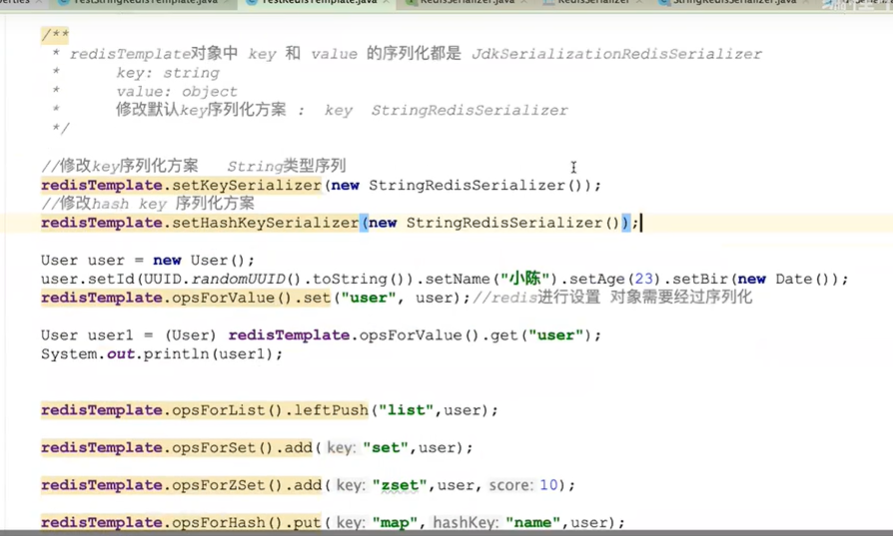 TestRedisTemplate.java
RedisSerializer.java
RedisSerializer
StringRedisSerializer.java
/**
* redisTemplate对象中 key 和 value 的序列化都是 JdkSerializationRedisSerializer
* key: string
* value: object
* 修改默认key序列化方案 : key StringRedisSerializer
*/
//修改key序列化方案 String类型序列
redisTemplate.setKeySerializer(new StringRedisSerializer());
//修改hash key 序列化方案
redisTemplate.setHashKeySerializer(new StringRedisSerializer());
User user = new User();
user.setId(UUID.randomUUID().toString()).setName("小陈").setAge(23).setBir(new Date());
redisTemplate.opsForValue().set("user", user);//redis进行设置 对象需要经过序列化
User user1 = (User) redisTemplate.opsForValue().get("user");
System.out.println(user1);
redisTemplate.opsForList().leftPush("list",user);
redisTemplate.opsForSet().add( key: "set",user);
redisTemplate.opsForZSet().add( key: "zset",user, score: 10);
redisTemplate.opsForHash().put( key: "map", hashKey: "name",user);